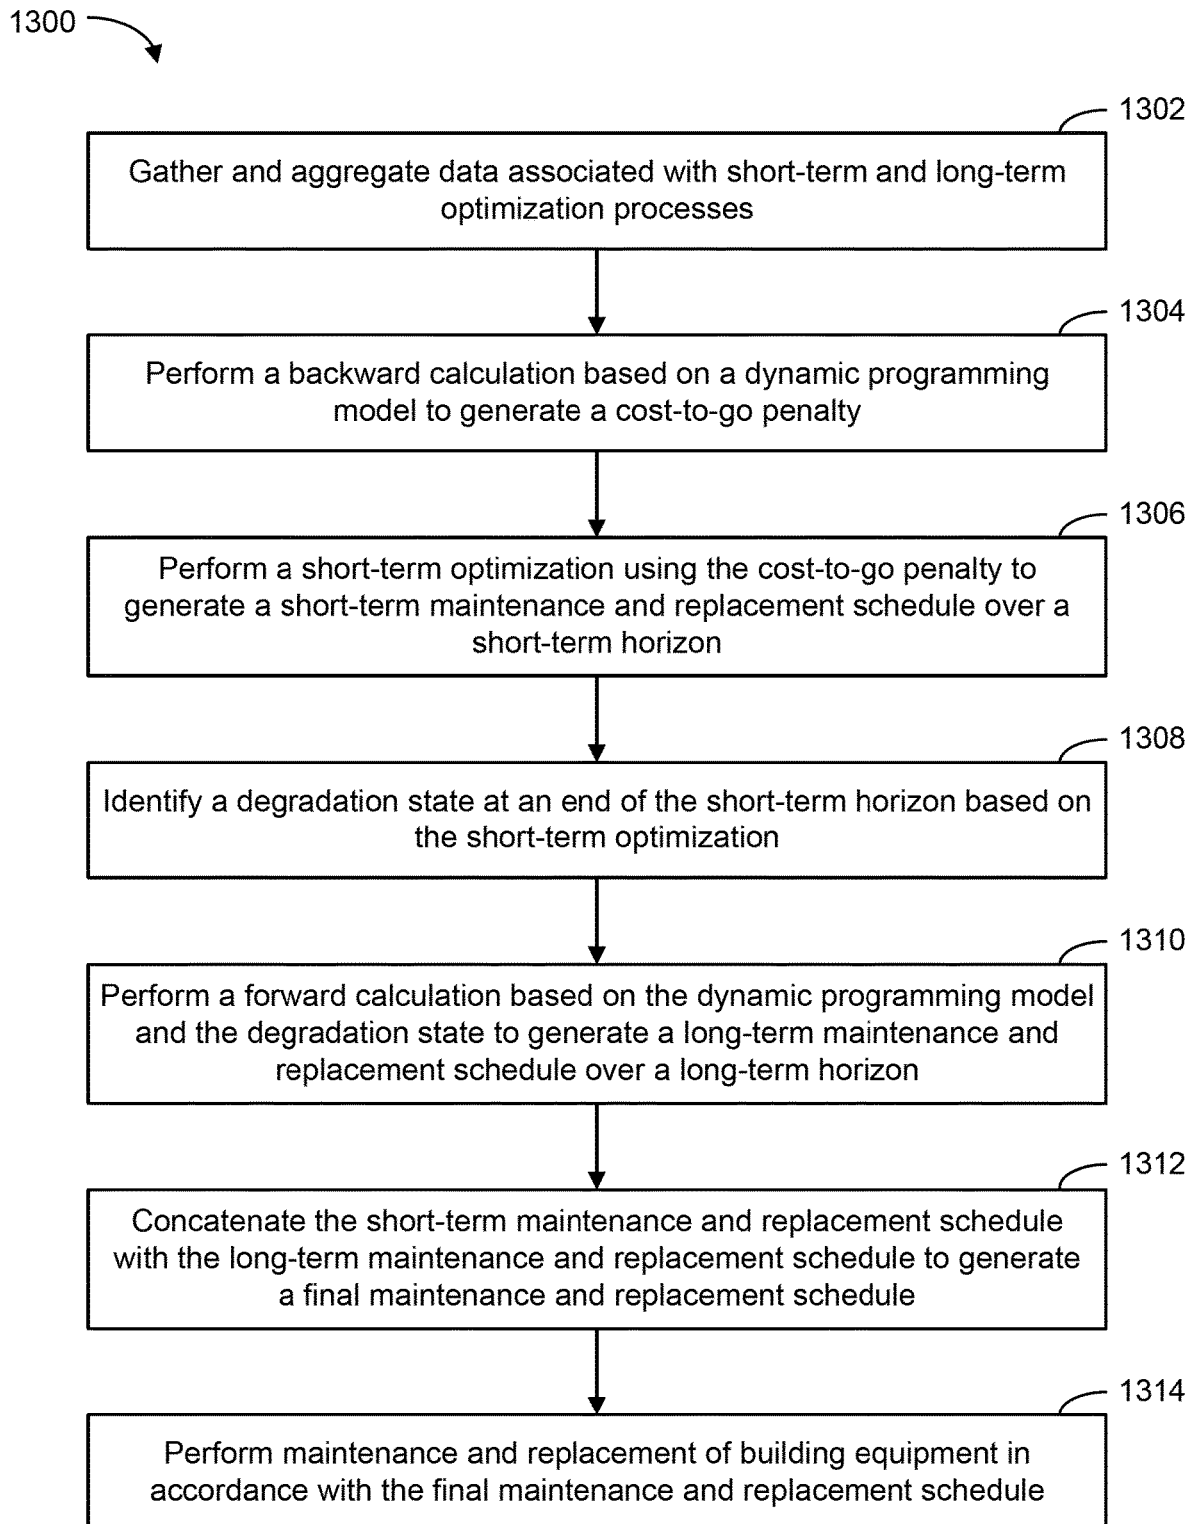 1300
1302
Gather and aggregate data associated with short-term and long-term
optimization processes
1304
Perform a backward calculation based on a dynamic programming
model to generate a cost-to-go penalty
1306
Perform a short-term optimization using the cost-to-go penalty to
generate a short-term maintenance and replacement schedule over a
short-term horizon
1308
Identify a degradation state at an end of the short-term horizon based on
the short-term optimization
1310
Perform a forward calculation based on the dynamic programming model
and the degradation state to generate a long-term maintenance and
replacement schedule over a long-term horizon
1312
Concatenate the short-term maintenance and replacement schedule
with the long-term maintenance and replacement schedule to generate
a final maintenance and replacement schedule
1314
Perform maintenance and replacement of building equipment in
accordance with the final maintenance and replacement schedule